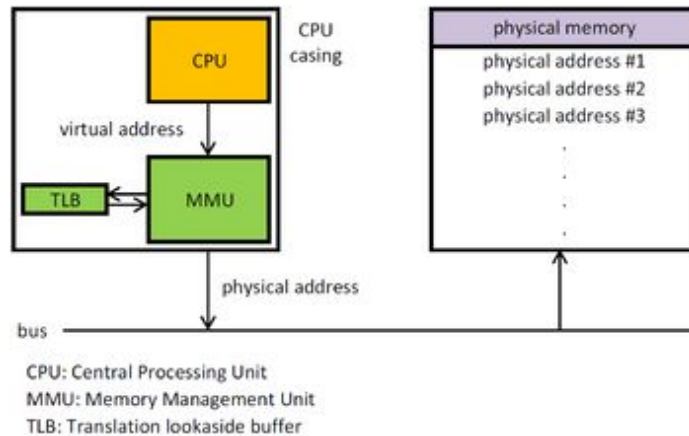 CPU
casing
CPU
virtual address
TLB
MMU
physical address
bus
physical memory
physical address #1
physical address #2
physical address #3
.
.
.
.
CPU: Central Processing Unit
MMU: Memory Management Unit
TLB: Translation lookaside buffer